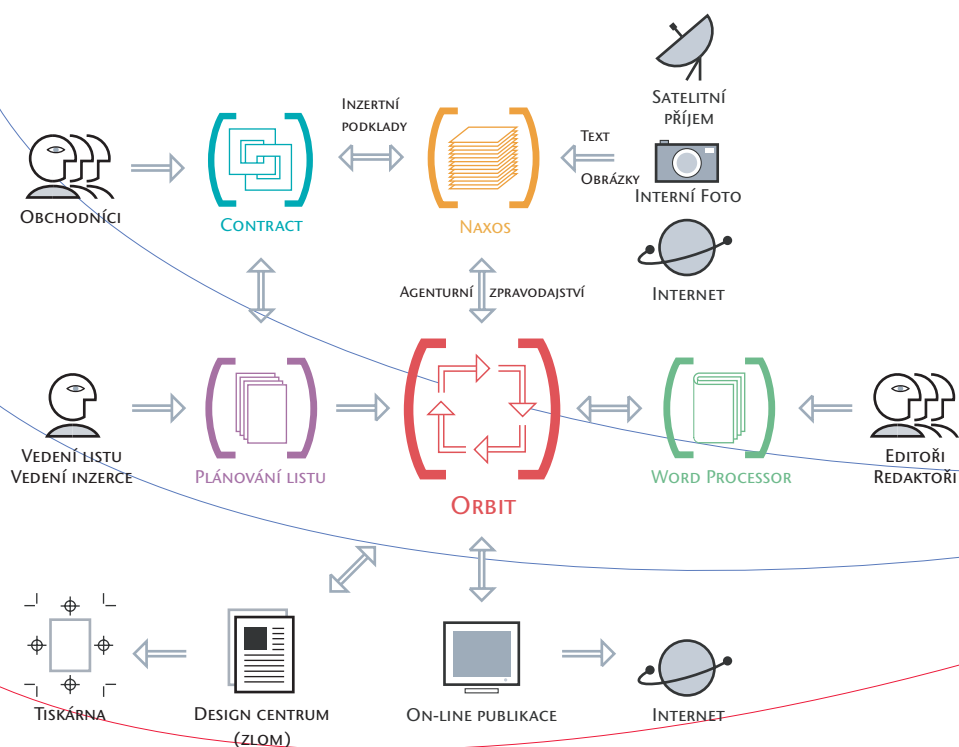 Satelitní
příjem
Inzertní
podklady
Text
Obrázky
Interní Foto
Obchodníci
Contract
Naxos
Internet
Agenturní zpravodajství
Vedení listu
Vedení inzerce
Plánování listu
Orbit
Word Processor
Editoři
Redaktoři
Tiskárna
Design centrum
(zlom)
On-line publikace
Internet